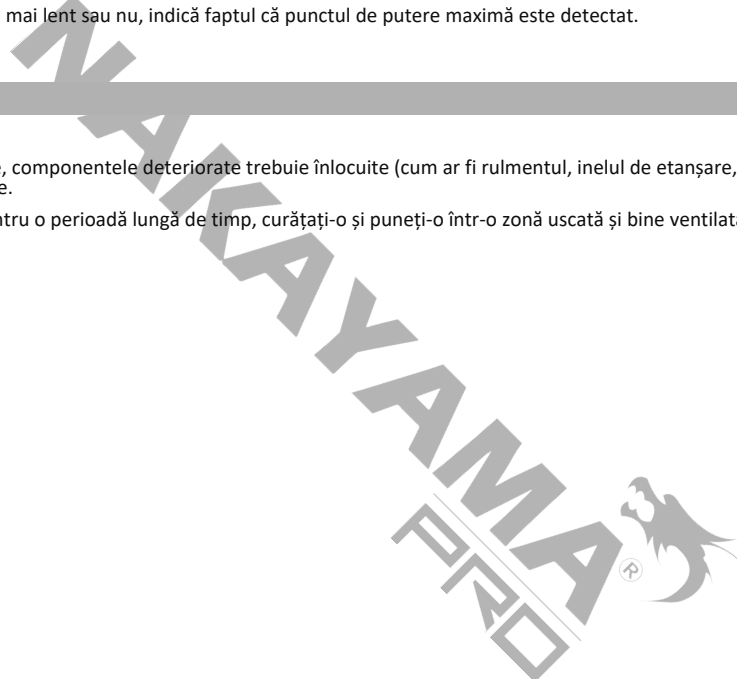 mai lent sau nu, indică faptul că punctul de putere maximă este detectat.
, componentele deteriorate trebuie înlocuite (cum ar fi rulmentul, inelul de etanșare,
e.
ntru o perioadă lungă de timp, curățați-o și puneți-o într-o zonă uscată și bine ventilată
NAKAYAMA
PRO
®